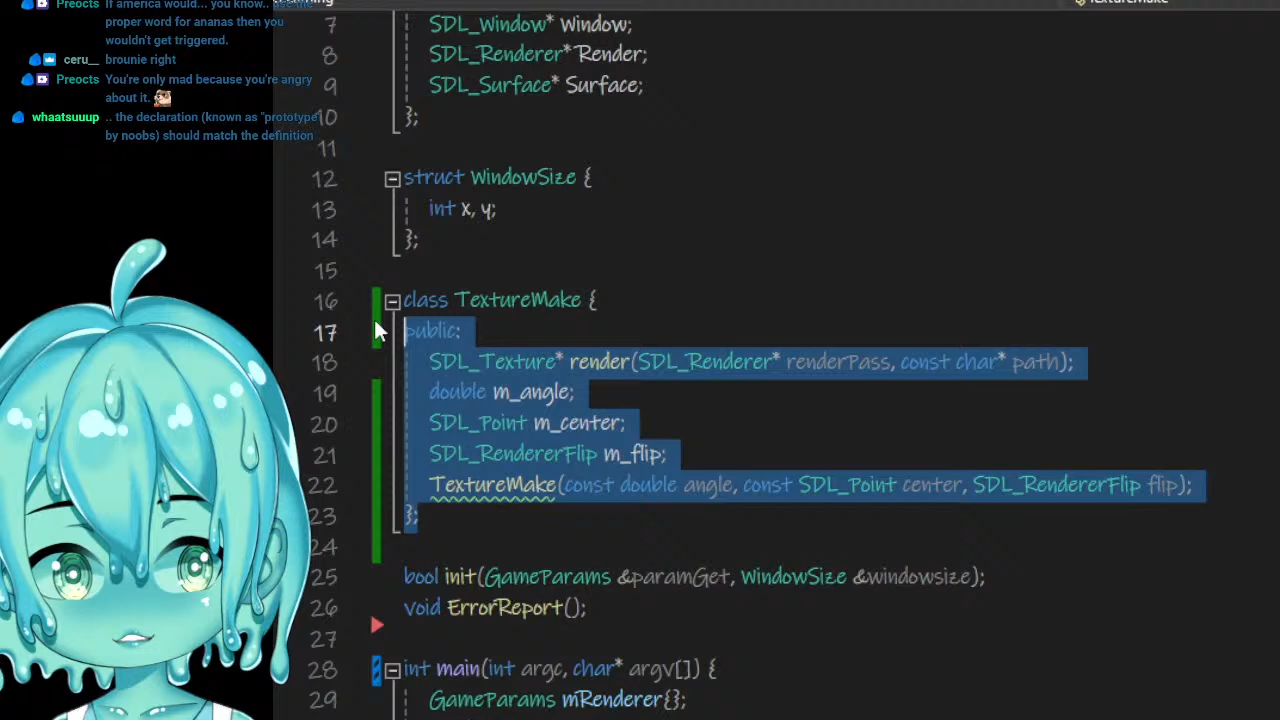 Preocts If america would... you know.. use the
proper word for ananas then you
wouldn't get triggered.
ceru__ brounie right
Preocts You're only mad because you're angry
about it.
whaatsuuup .. the declaration (known as "prototype"
by noobs) should match the definition
TextureMake
7 SDL_Window* Window;
8 SDL_Renderer* Render;
9 SDL_Surface* Surface;
10 };
11
12 struct WindowSize {
13 int x, y;
14 };
15
16 class TextureMake {
17 public:
18 SDL_Texture* render(SDL_Renderer* renderPass, const char* path);
19 double m_angle;
20 SDL_Point m_center;
21 SDL_RendererFlip m_flip;
22 TextureMake(const double angle, const SDL_Point center, SDL_RendererFlip flip);
23 };
24
25 bool init(GameParams &paramGet, WindowSize &windowsize);
26 void ErrorReport();
27
28 int main(int argc, char* argv[]) {
29 GameParams mRenderer{};